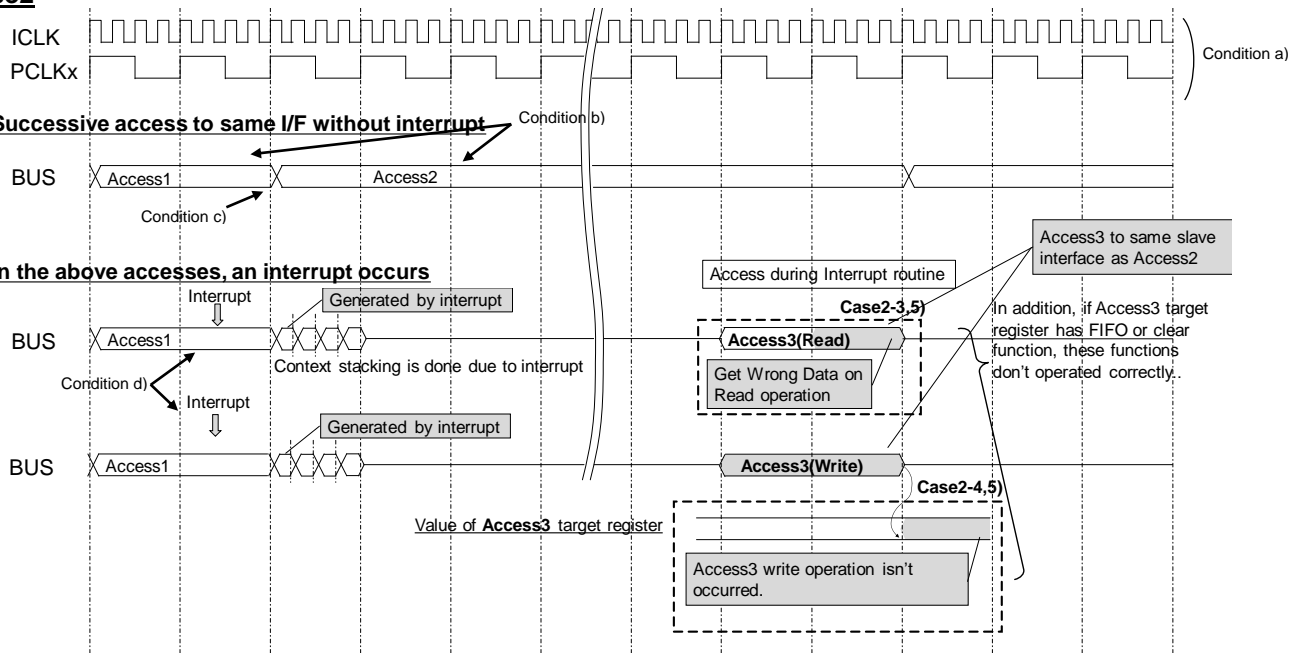 ICLK
PCLKx
Condition a)
Successive access to same I/F without interrupt
Condition b)
BUS
Access1
Access2
Condition c)
Access3 to same slave
interface as Access2
n the above accesses, an interrupt occurs
Access during Interrupt routine
Interrupt
Generated by interrupt
Case2-3,5)
In addition, if Access3 target
register has FIFO or clear
function, these functions
don't operated correctly..
BUS
Access1
Access3(Read)
Context stacking is done due to interrupt
Condition d)
Get Wrong Data on
Read operation
Interrupt
Generated by interrupt
BUS
Access1
Access3(Write)
Case2-4,5)
Value of Access3 target register
Access3 write operation isn't
occurred.